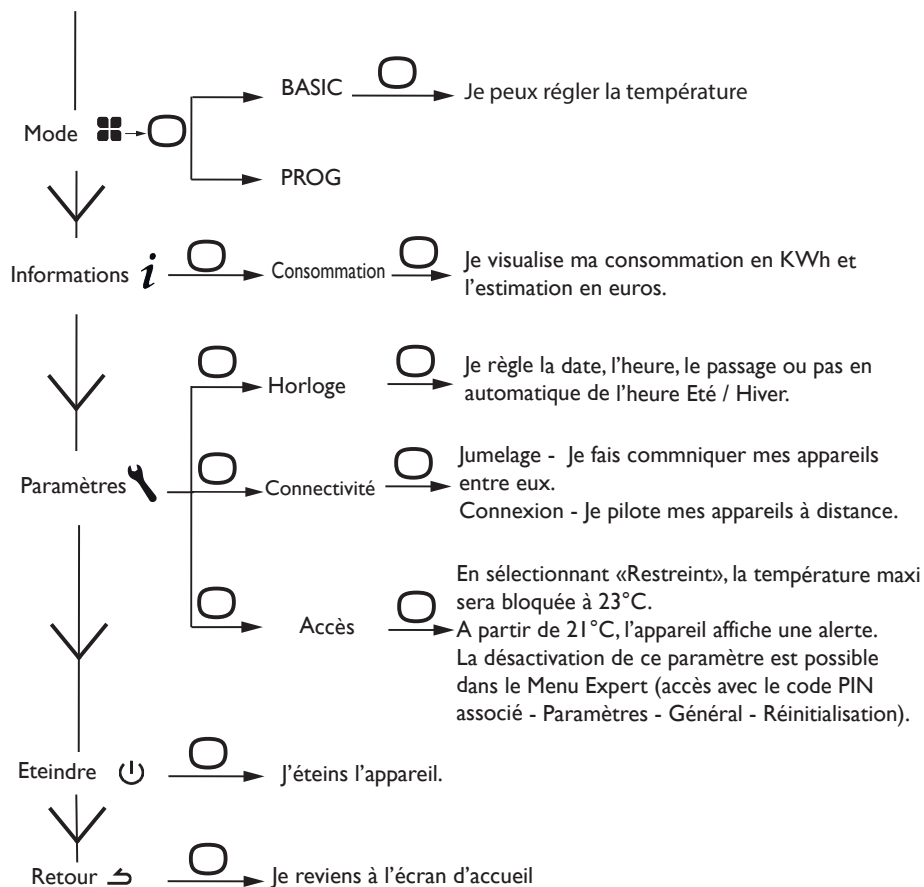 BASIC
Je peux régler la température
Mode
PROG
Informations i
Consommation
Je visualise ma consommation en KWh et
l'estimation en euros.
Horloge
Je règle la date, l'heure, le passage ou pas en
automatique de l'heure Eté / Hiver.
Paramètres
Connectivité
Jumelage - Je fais commniquer mes appareils
entre eux.
Connexion - Je pilote mes appareils à distance.
Accès
En sélectionnant «Restreint», la température maxi
sera bloquée à 23°C.
A partir de 21°C, l'appareil affiche une alerte.
La désactivation de ce paramètre est possible
dans le Menu Expert (accès avec le code PIN
associé - Paramètres - Général - Réinitialisation).
Eteindre
J'éteins l'appareil.
Retour
Je reviens à l'écran d'accueil